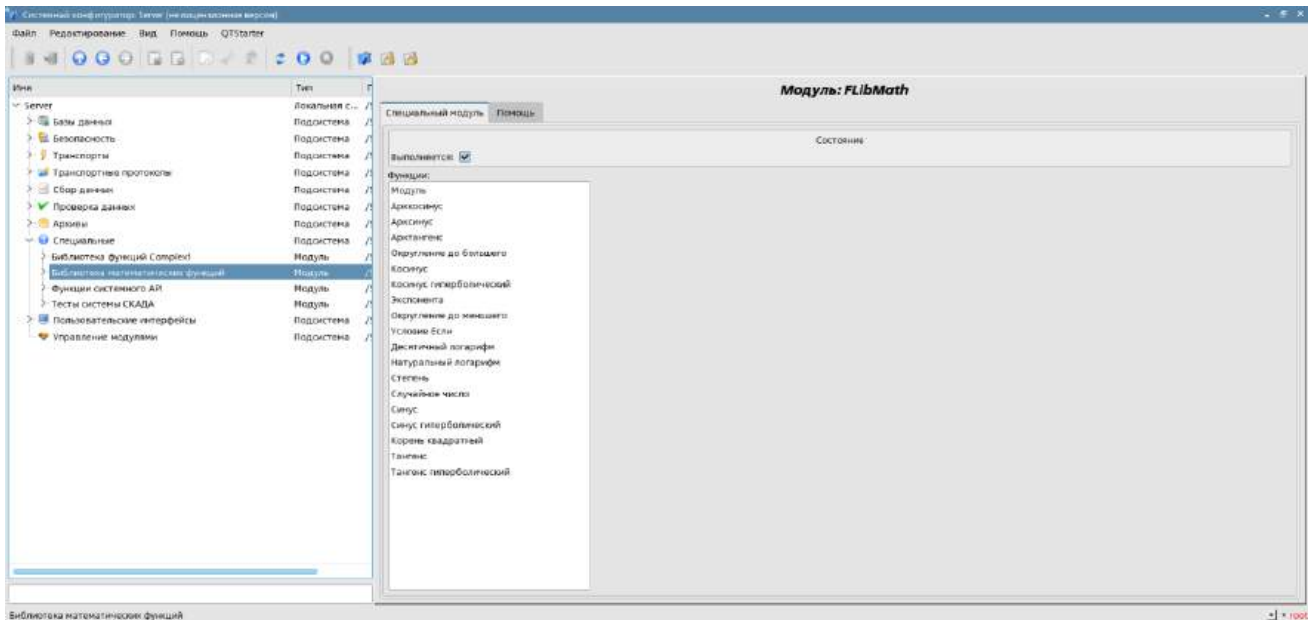 Системный конфигуратор: Server (не лицензионная версия)
Файл Редактирование Вид Помощь QTStarter
Имя Тип
Server Локальная с...
Базы данных Подсистема
Безопасность Подсистема
Транспорты Подсистема
Транспортные протоколы Подсистема
Сбор данных Подсистема
Проверка данных Подсистема
Архивы Подсистема
Специальные Подсистема
Библиотека функций Complex1 Модуль
Библиотека математических функций Модуль
Функции системного API Модуль
Тесты системы СКАДА Модуль
Пользовательские интерфейсы Подсистема
Управление модулями Подсистема
Модуль: FLibMath
Специальный модуль Помощь
Состояние
Выполняется:
Функции:
Модуль
Арккосинус
Арксинус
Арктангенс
Округление до большего
Косинус
Косинус гиперболический
Экспонента
Округление до меньшего
Условие Если
Десятичный логарифм
Натуральный логарифм
Степень
Случайное число
Синус
Синус гиперболический
Корень квадратный
Тангенс
Тангенс гиперболический
Библиотека математических функций
root